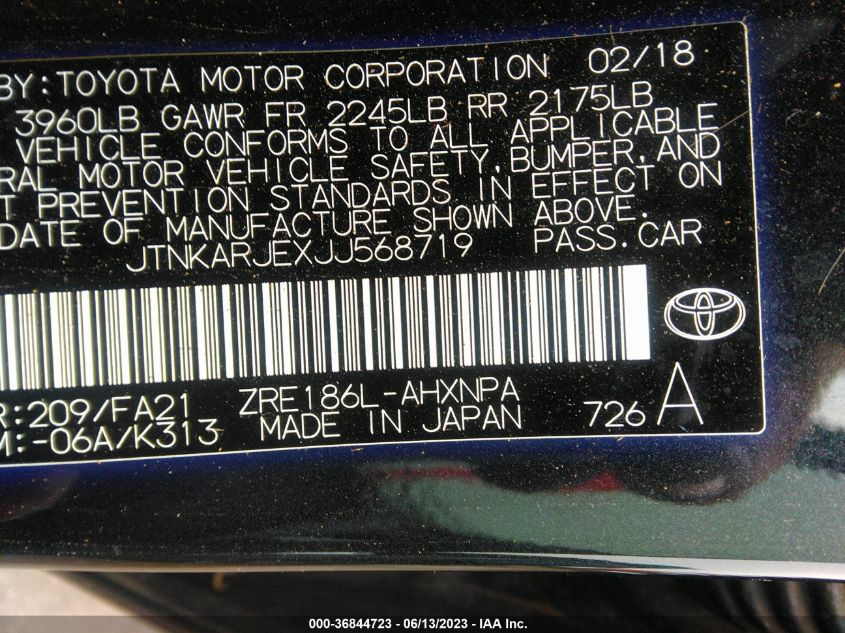 BY: TOYOTA MOTOR CORPORATION 02/18
3960LB GAWR FR 2245LB RR 2175LB
VEHICLE CONFORMS TO ALL APPLICABLE
RAL MOTOR VEHICLE SAFETY, BUMPER, AND
T PREVENTION STANDARDS IN EFFECT ON
DATE OF MANUFACTURE SHOWN ABOVE.
JTNKARJEXJJ568719 PASS. CAR
R:209/FA21 ZRE186L-AHXNPA
M:-06A/K313 MADE IN JAPAN 726 A
000-36844723 - 06/13/2023 - IAA Inc.